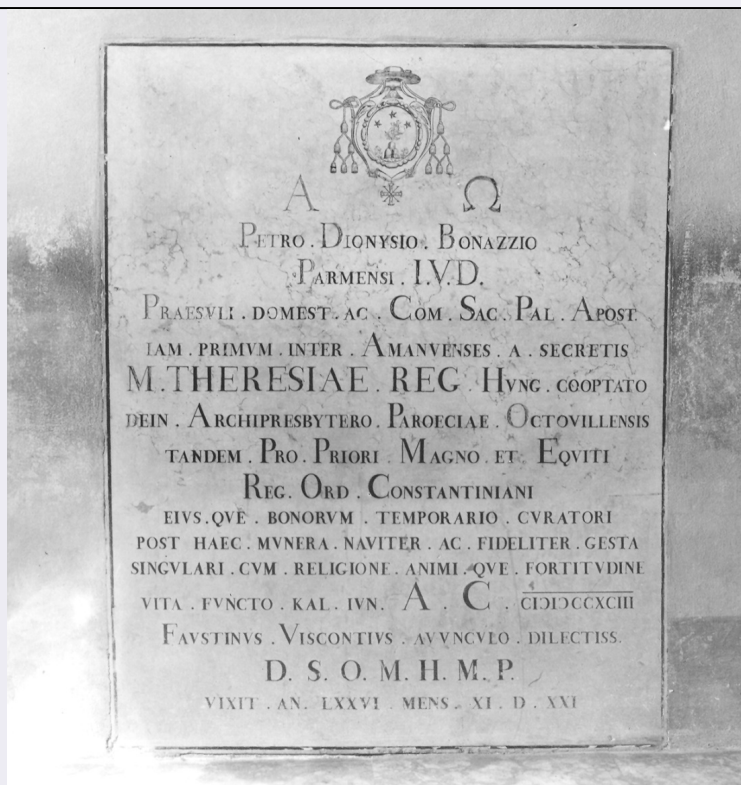 Α Ω
PETRO . DIONYSIO . BONAZZIO
PARMENSI . I.V.D.
PRAESVLI . DOMEST . AC . COM . SAC . PAL . APOST
IAM . PRIMVM . INTER . AMANVENSES . A . SECRETIS
M . THERESIAE . REG . HVNG . COOPTATO
DEIN . ARCHIPRESBYTERO . PAROECIAE . OCTOVILLENSIS
TANDEM . PRO . PRIORI . MAGNO . ET . EQVITI
REG . ORD . CONSTANTINIANI
EIVS . QVE . BONORVM . TEMPORARIO . CVRATORI
POST HAEC . MVNERA . NAVITER . AC . FIDELITER . GESTA
SINGVLARI . CVM . RELIGIONE . ANIMI . QVE . FORTITVDINE
VITA . FVNCTO . KAL . IVN . A . C . CIↃIↃCCXCIII
FAVSTINVS . VISCONTIVS . AVVNCVLO . DILECTISS.
D. S. O. M. H. M. P.
VIXIT . AN . LXXVI . MENS . XI . D . XXI